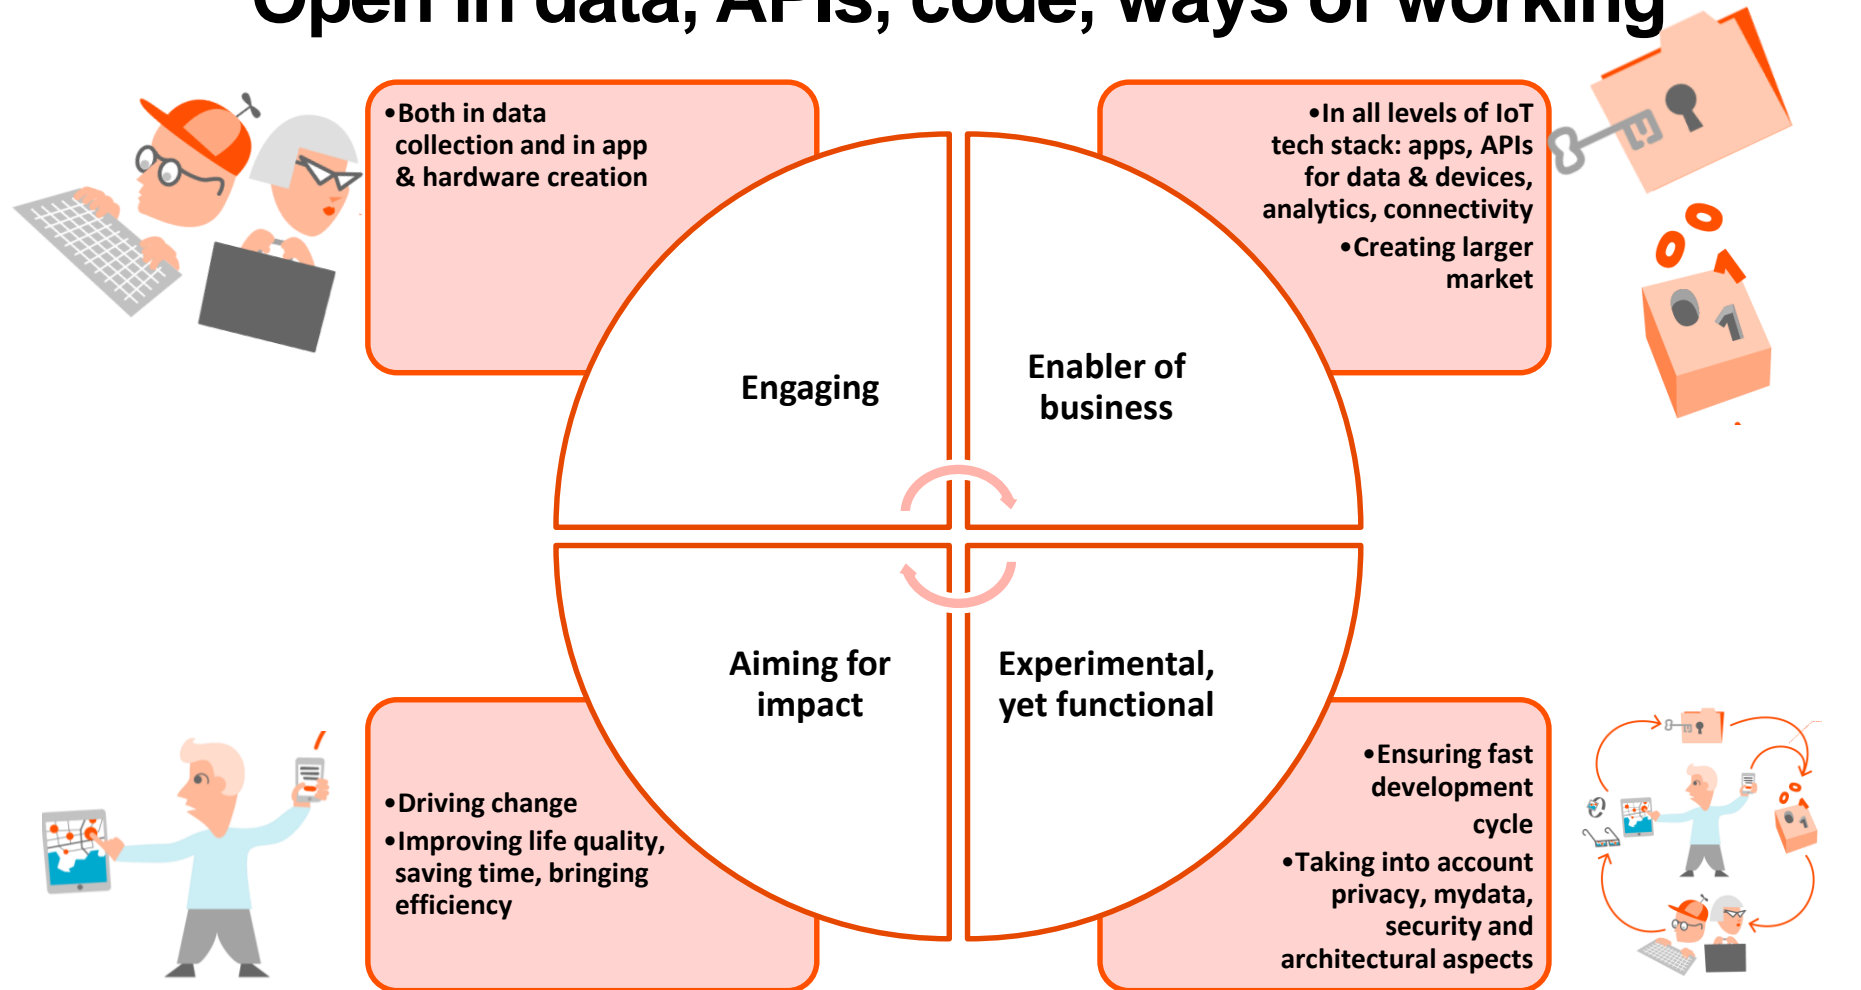 Open in data, APIs, code, ways of working
•Both in data
collection and in app
& hardware creation
•In all levels of IoT
tech stack: apps, APIs
for data & devices,
analytics, connectivity
•Creating larger
market
Engaging
Enabler of
business
Aiming for
impact
Experimental,
yet functional
•Driving change
•Improving life quality,
saving time, bringing
efficiency
•Ensuring fast
development
cycle
•Taking into account
privacy, mydata,
security and
architectural aspects